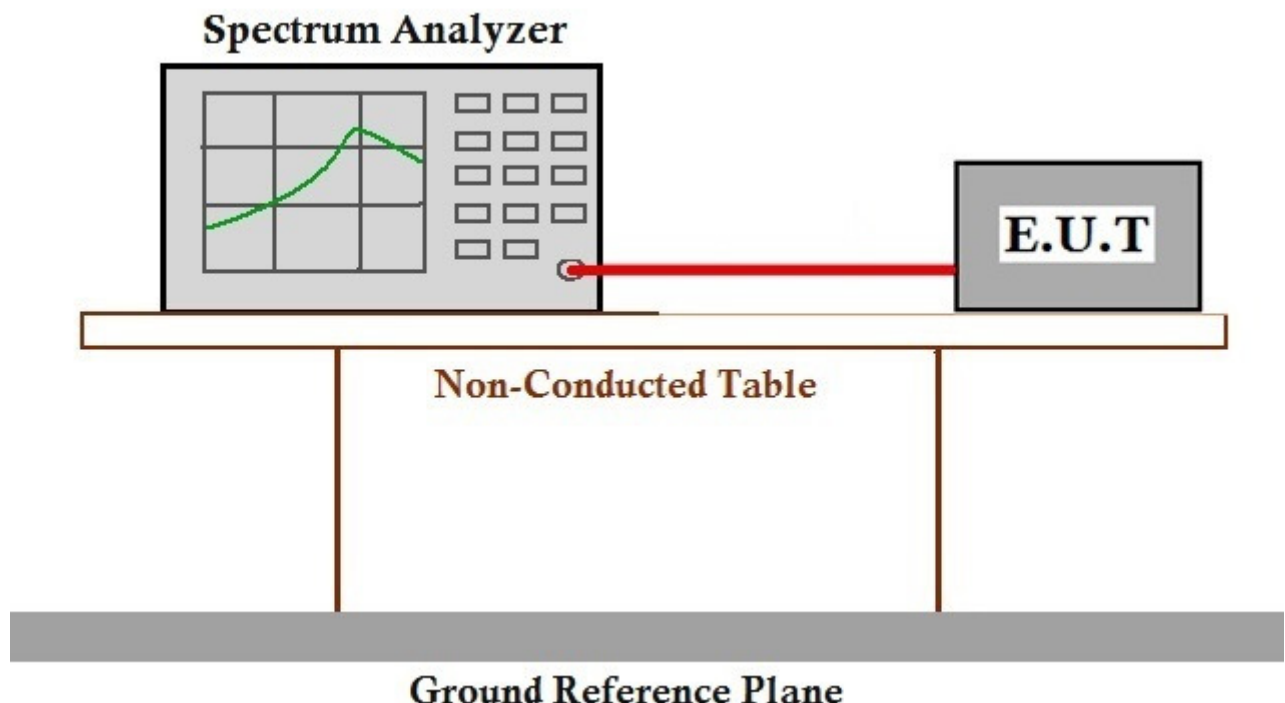 Spectrum Analyzer
E.U.T
Non-Conducted Table
Ground Reference Plane